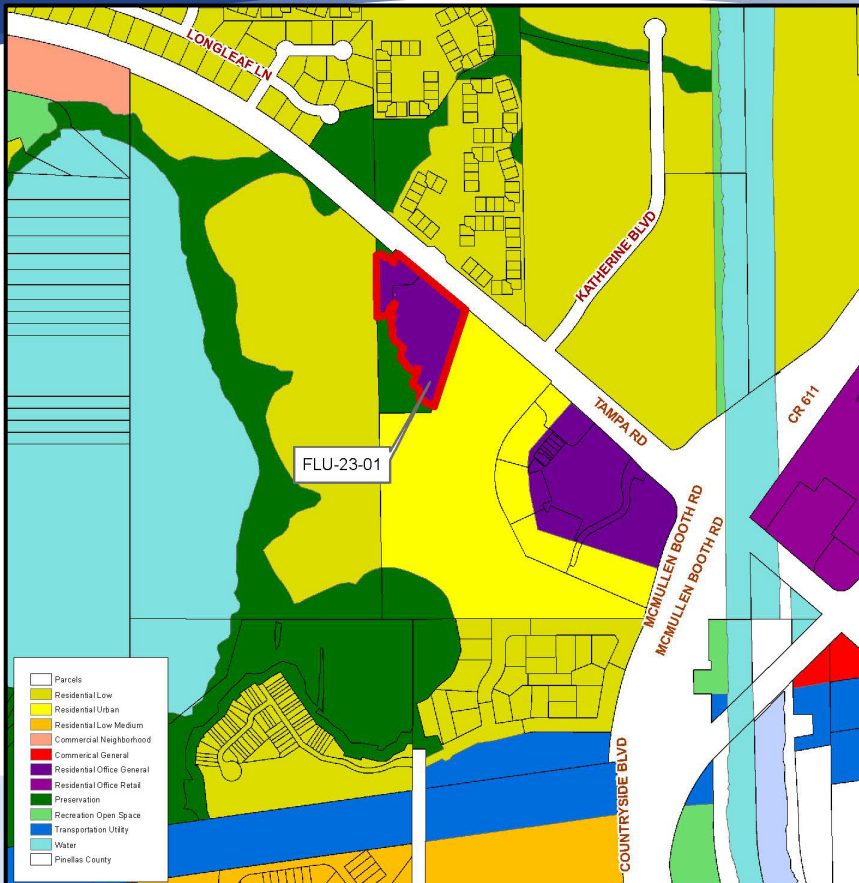 LONGLEAF LN
KATHERINE BLVD
TAMPA RD
CR 611
FLU-23-01
MCMULLEN BOOTH RD
MCMULLEN BOOTH RD
COUNTRYSIDE BLVD
Parcels
Residential Low
Residential Urban
Residential Low Medium
Commercial Neighborhood
Commerical General
Residential Office General
Residential Office Retail
Preservation
Recreation Open Space
Transportation Utility
Water
Pinellas County